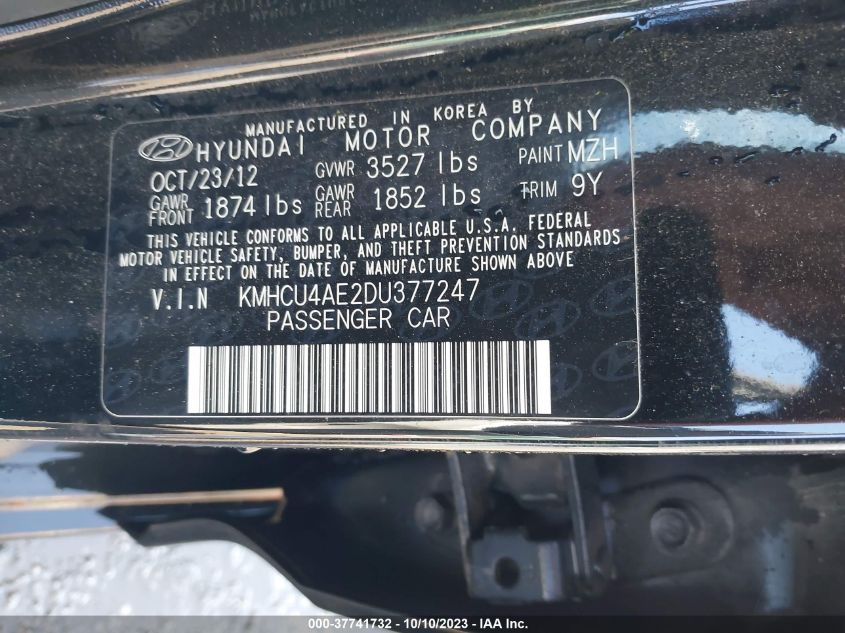 MANUFACTURED IN KOREA BY
HYUNDAI MOTOR COMPANY
OCT/23/12 GVWR 3527 lbs PAINT MZH
GAWR FRONT 1874 lbs GAWR REAR 1852 lbs TRIM 9Y
THIS VEHICLE CONFORMS TO ALL APPLICABLE U.S.A. FEDERAL
MOTOR VEHICLE SAFETY, BUMPER, AND THEFT PREVENTION STANDARDS
IN EFFECT ON THE DATE OF MANUFACTURE SHOWN ABOVE
V.I.N KMHCU4AE2DU377247
PASSENGER CAR
000-37741732 - 10/10/2023 - IAA Inc.